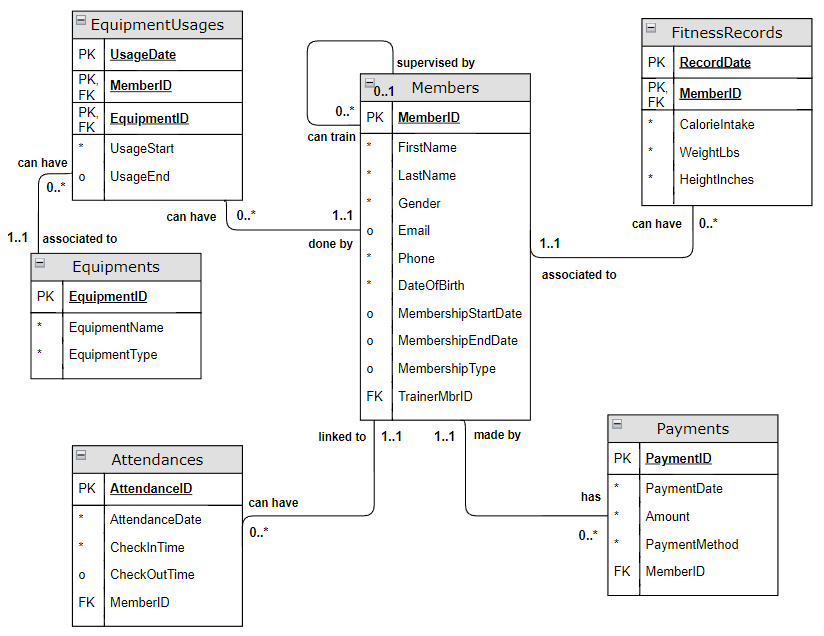 EquipmentUsages
PK UsageDate
PK, FK MemberID
PK, FK EquipmentID
* UsageStart
o UsageEnd
can have
0..*
1..1
associated to
Equipments
PK EquipmentID
* EquipmentName
* EquipmentType
can have
0..*
1..1
done by
supervised by
0..1
0..*
can train
Members
PK MemberID
* FirstName
* LastName
* Gender
o Email
* Phone
* DateOfBirth
o MembershipStartDate
o MembershipEndDate
o MembershipType
FK TrainerMbrID
FitnessRecords
PK RecordDate
PK, FK MemberID
* CalorieIntake
* WeightLbs
* HeightInches
can have
0..*
1..1
associated to
linked to
1..1
can have
0..*
Attendances
PK AttendanceID
* AttendanceDate
* CheckInTime
o CheckOutTime
FK MemberID
1..1
made by
has
0..*
Payments
PK PaymentID
* PaymentDate
* Amount
* PaymentMethod
FK MemberID